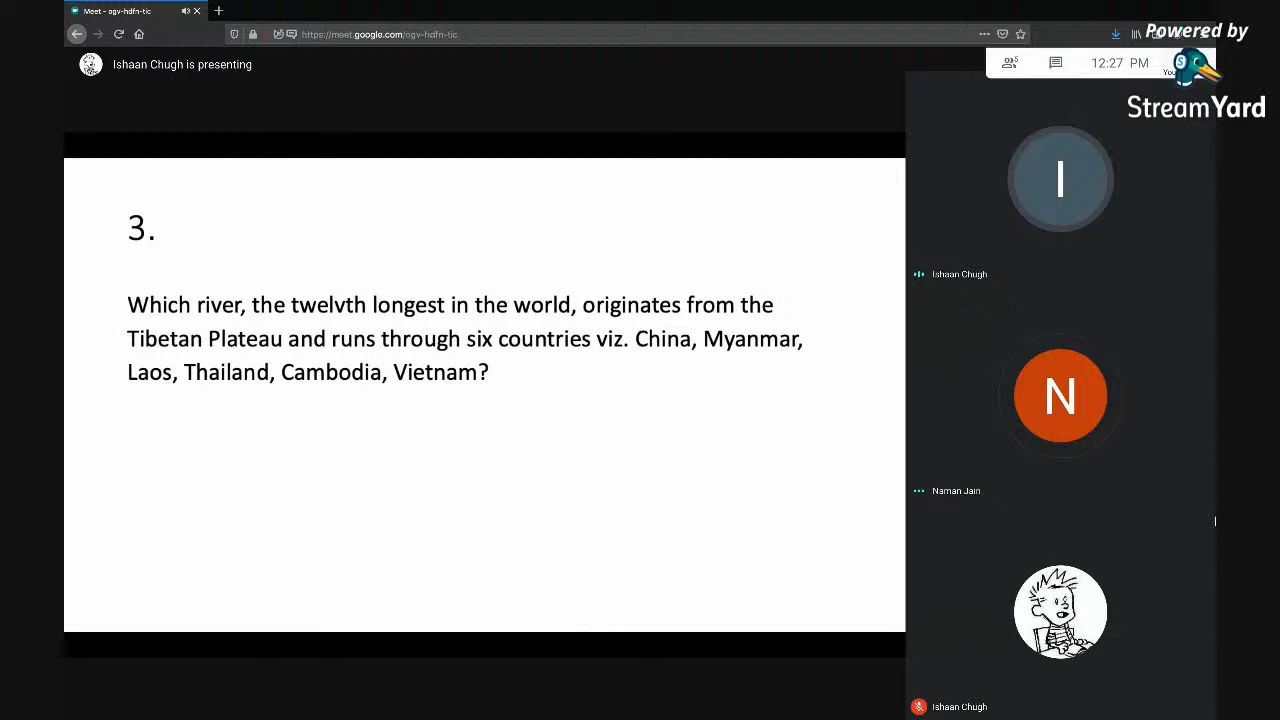 Meet - ogv-hdfn-tic
https://meet.google.com/ogv-hdfn-tic
Powered by
Ishaan Chugh is presenting
5
12:27 PM
You
S
StreamYard
I
3.
Ishaan Chugh
Which river, the twelvth longest in the world, originates from the
Tibetan Plateau and runs through six countries viz. China, Myanmar,
Laos, Thailand, Cambodia, Vietnam?
N
Naman Jain
Ishaan Chugh